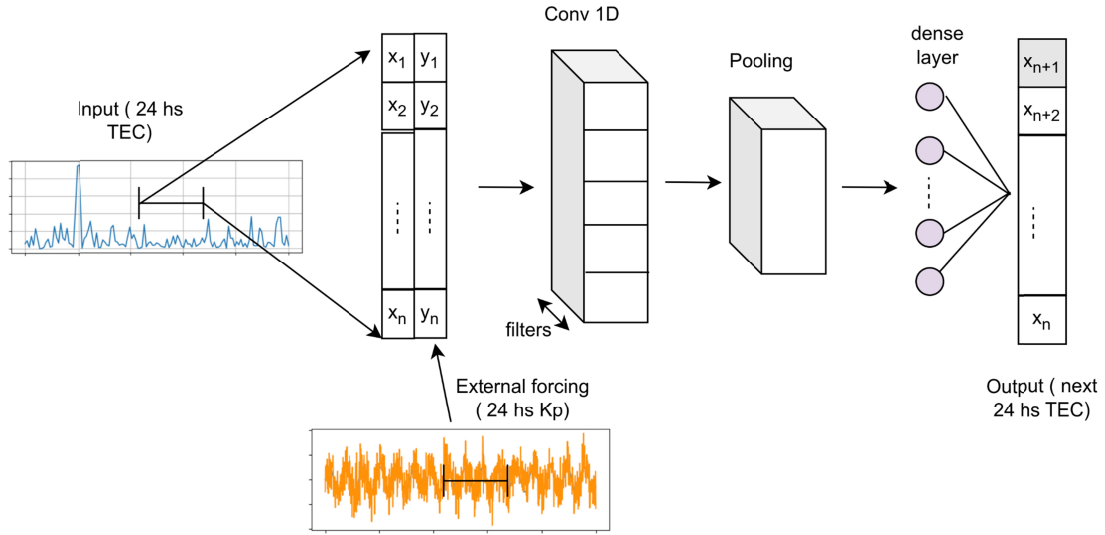 Conv 1D
dense
layer
Pooling
Input ( 24 hs
TEC)
x1 y1
x2 y2
xn yn
xn+1
xn+2
xn
filters
External forcing
( 24 hs Kp)
Output ( next
24 hs TEC)